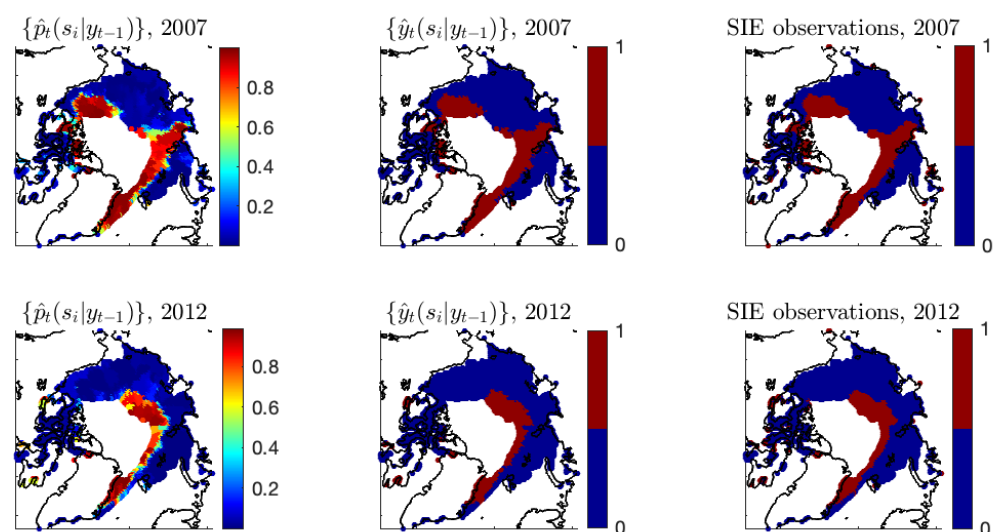 {p̂ₜ(sᵢ|yₜ₋₁)}, 2007
0.8
0.6
0.4
0.2
{ŷₜ(sᵢ|yₜ₋₁)}, 2007
1
0
SIE observations, 2007
1
0
{p̂ₜ(sᵢ|yₜ₋₁)}, 2012
0.8
0.6
0.4
0.2
{ŷₜ(sᵢ|yₜ₋₁)}, 2012
1
0
SIE observations, 2012
1
0